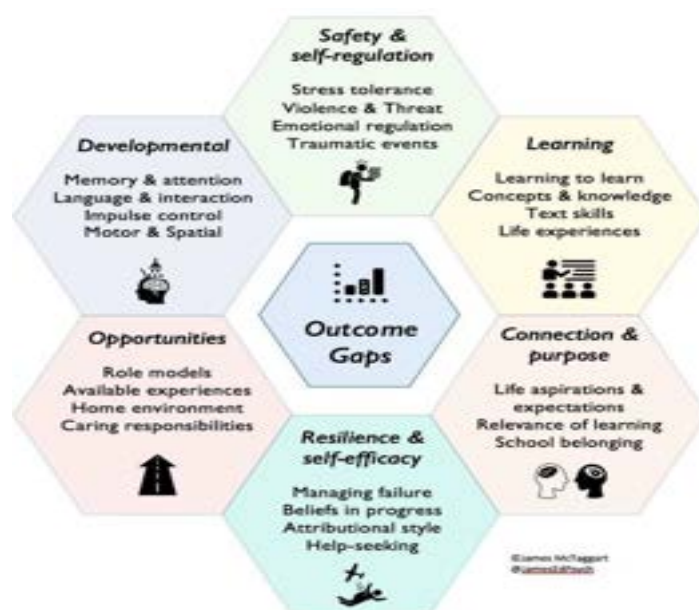 Safety &
self-regulation
Stress tolerance
Violence & Threat
Emotional regulation
Traumatic events
Developmental
Memory & attention
Language & interaction
Impulse control
Motor & Spatial
Learning
Learning to learn
Concepts & knowledge
Text skills
Life experiences
Outcome
Gaps
Opportunities
Role models
Available experiences
Home environment
Caring responsibilities
Connection &
purpose
Life aspirations &
expectations
Relevance of learning
School belonging
Resilience &
self-efficacy
Managing failure
Beliefs in progress
Attributional style
Help-seeking
©James McTaggart
@JamesEdPsych